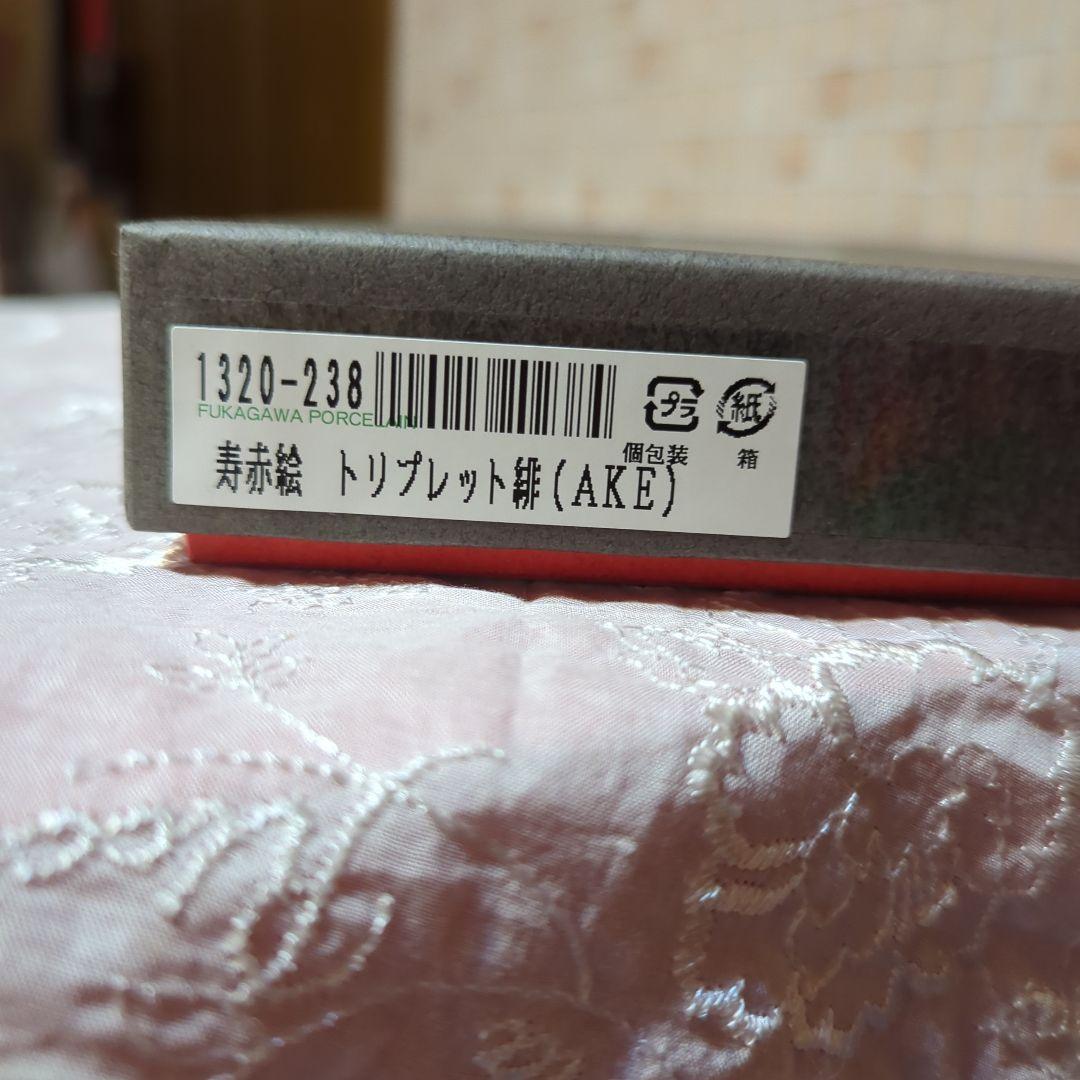 1320-238
FUKAGAWA PORCELAIN
プラ 紙
個包装 箱
寿赤絵 トリプレット緋(AKE)